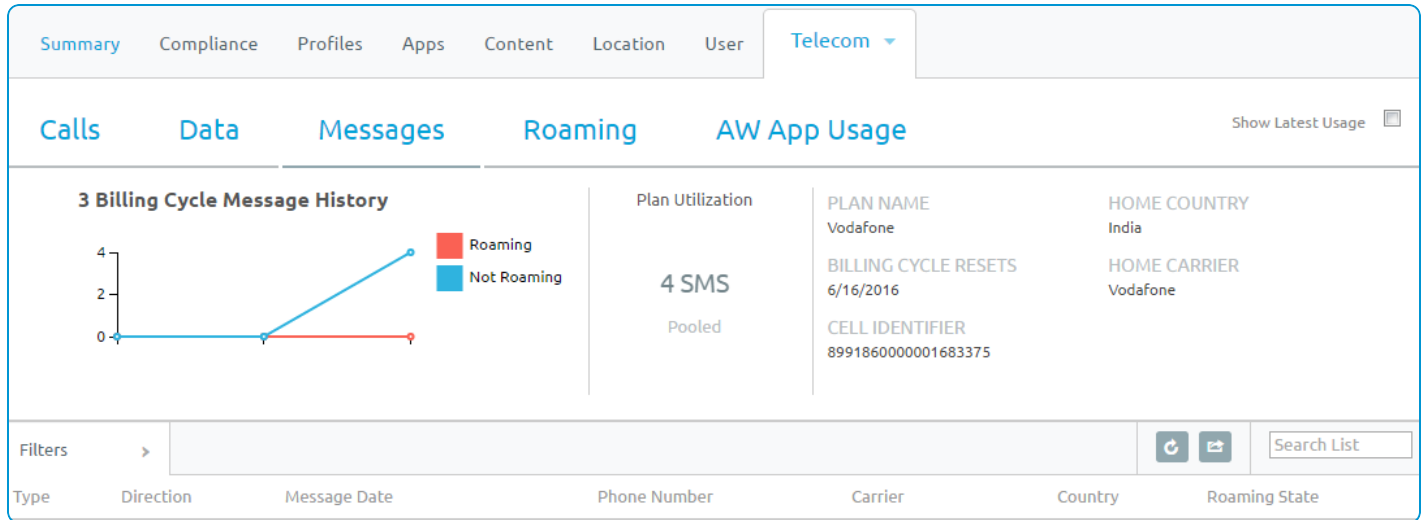 Summary Compliance Profiles Apps Content Location User Telecom
Calls Data Messages Roaming AW App Usage Show Latest Usage
3 Billing Cycle Message History
4
2
0
Roaming
Not Roaming
Plan Utilization
4 SMS
Pooled
PLAN NAME
Vodafone
BILLING CYCLE RESETS
6/16/2016
CELL IDENTIFIER
8991860000001683375
HOME COUNTRY
India
HOME CARRIER
Vodafone
Filters Search List
Type Direction Message Date Phone Number Carrier Country Roaming State